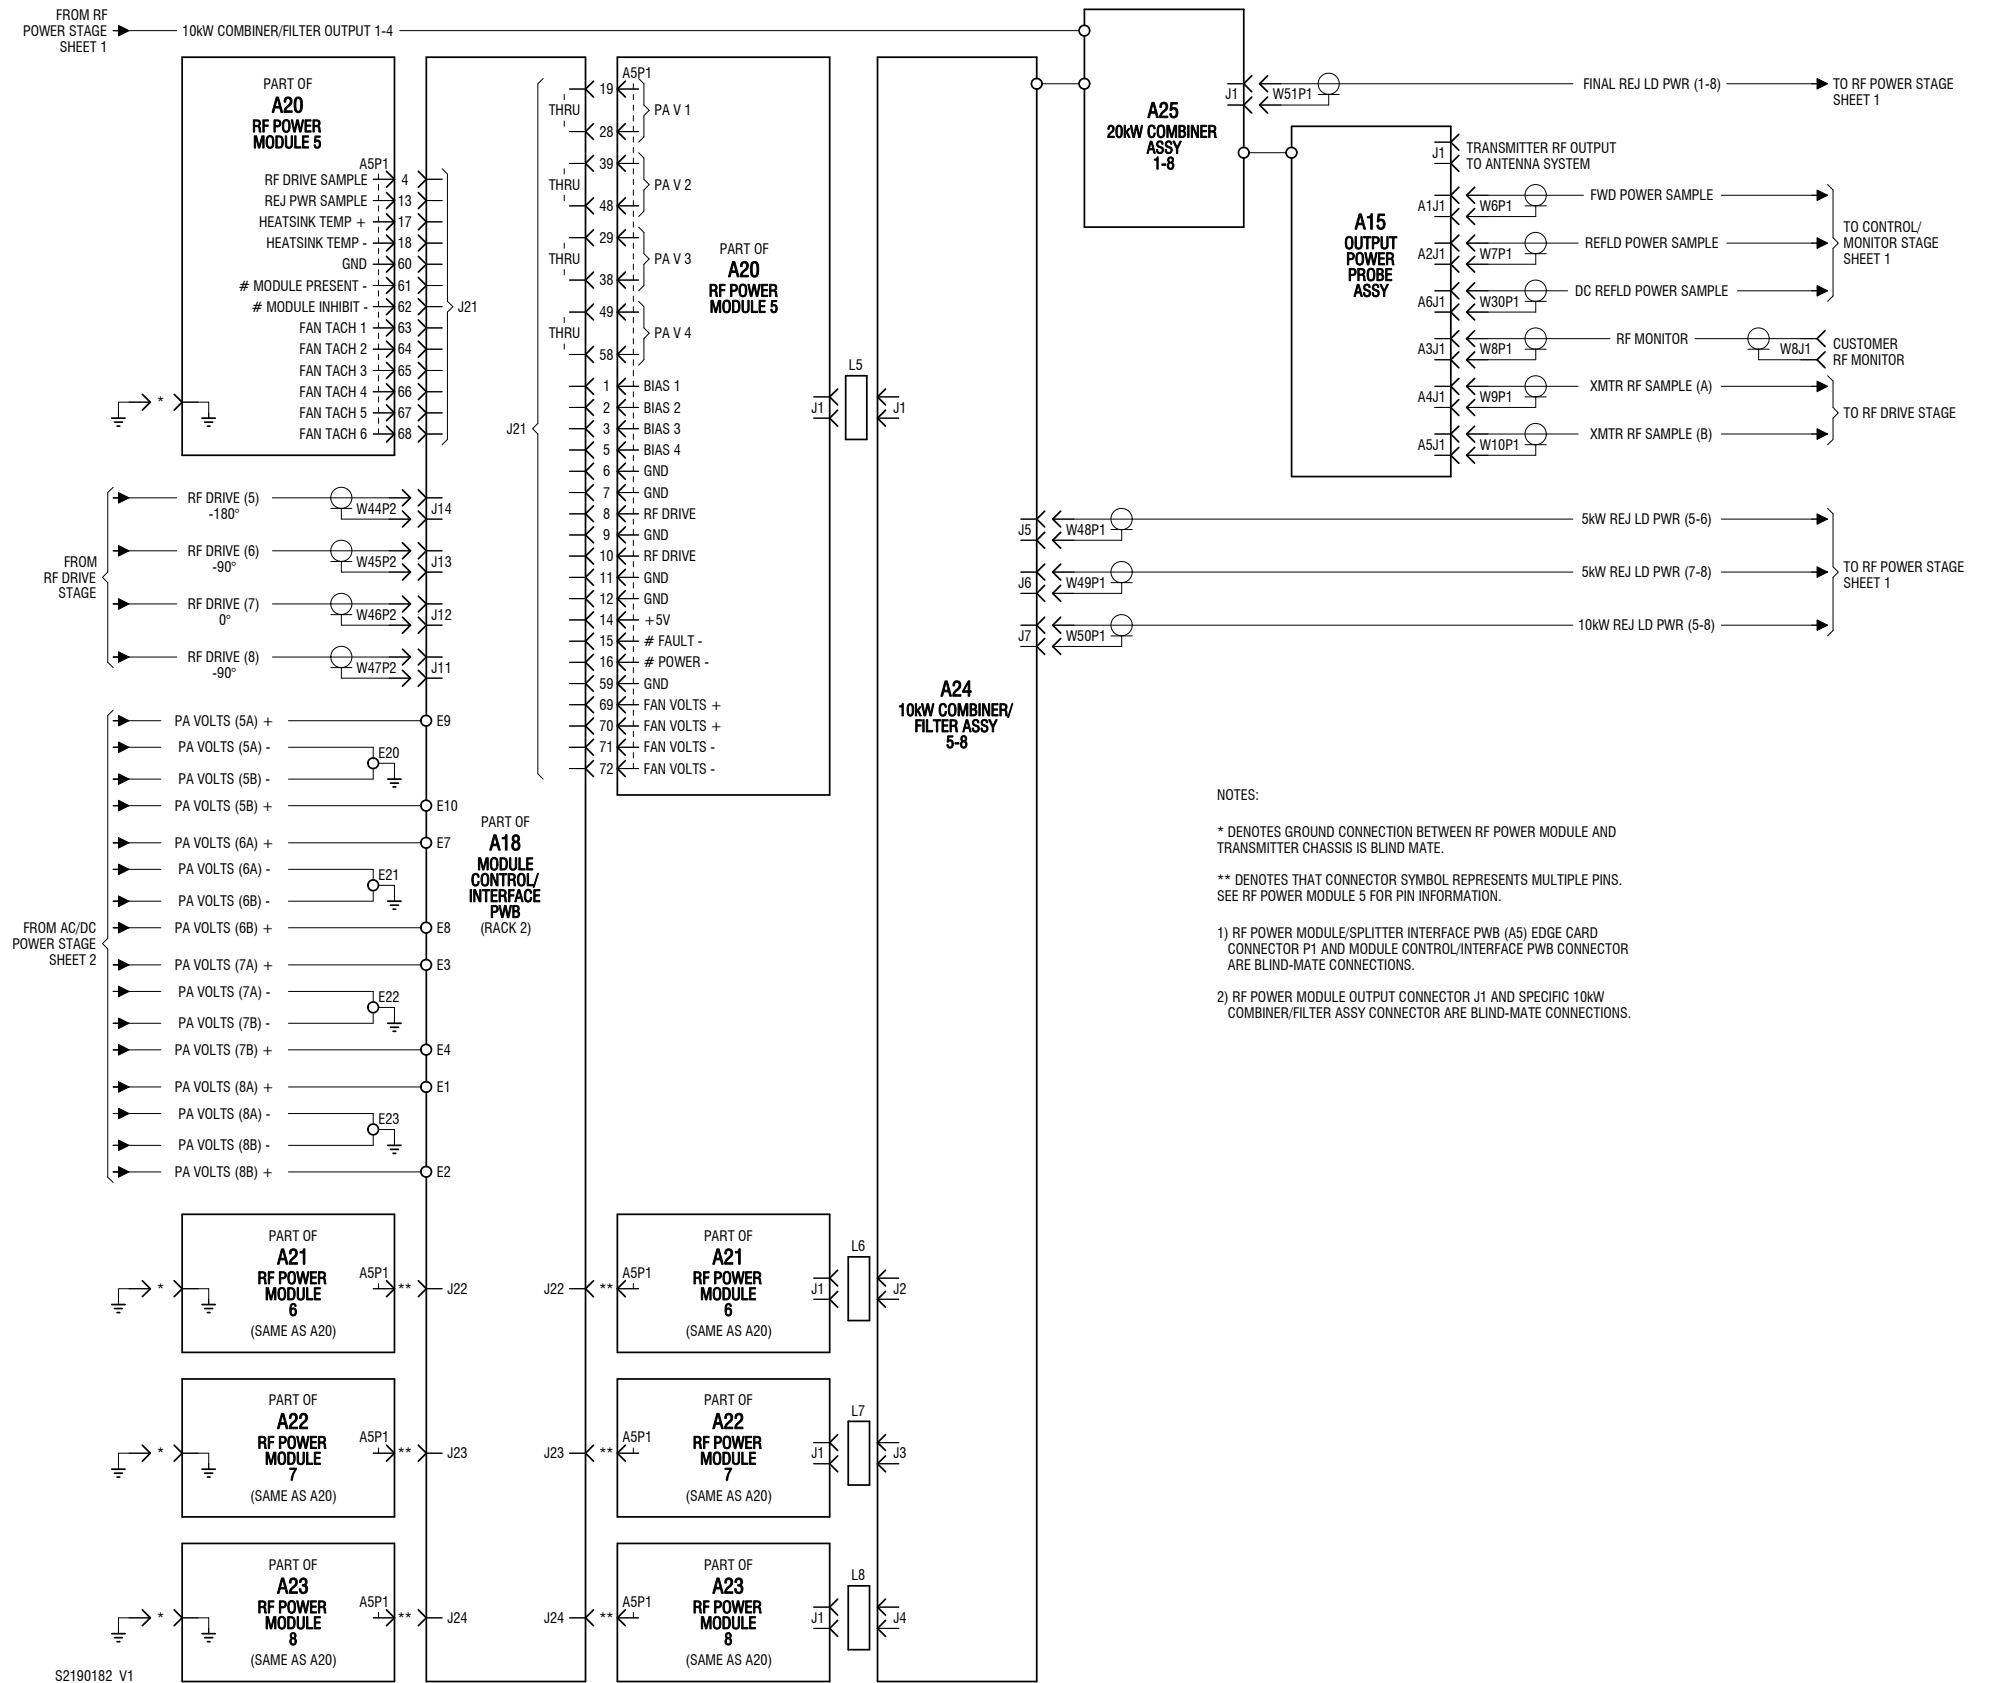 FROM RF
POWER STAGE
SHEET 1
10kW COMBINER/FILTER OUTPUT 1-4
PART OF
A20
RF POWER
MODULE 5
A5P1
RF DRIVE SAMPLE 4
REJ PWR SAMPLE 13
HEATSINK TEMP + 17
HEATSINK TEMP - 18
GND 60
# MODULE PRESENT - 61
# MODULE INHIBIT - 62
FAN TACH 1 63
FAN TACH 2 64
FAN TACH 3 65
FAN TACH 4 66
FAN TACH 5 67
FAN TACH 6 68
J21
*
FROM
RF DRIVE
STAGE
RF DRIVE (5)
-180°
W44P2
J14
RF DRIVE (6)
-90°
W45P2
J13
RF DRIVE (7)
0°
W46P2
J12
RF DRIVE (8)
-90°
W47P2
J11
FROM AC/DC
POWER STAGE
SHEET 2
PA VOLTS (5A) + E9
PA VOLTS (5A) -
E20
PA VOLTS (5B) -
PA VOLTS (5B) + E10
PA VOLTS (6A) + E7
PA VOLTS (6A) -
E21
PA VOLTS (6B) -
PA VOLTS (6B) + E8
PA VOLTS (7A) + E3
PA VOLTS (7A) -
E22
PA VOLTS (7B) -
PA VOLTS (7B) + E4
PA VOLTS (8A) + E1
PA VOLTS (8A) -
E23
PA VOLTS (8B) -
PA VOLTS (8B) + E2
PART OF
A18
MODULE
CONTROL/
INTERFACE
PWB
(RACK 2)
J21
A5P1
19
THRU PA V 1
28
39
THRU PA V 2
48
29
THRU PA V 3
38
49
THRU PA V 4
58
1 BIAS 1
2 BIAS 2
3 BIAS 3
5 BIAS 4
6 GND
7 GND
8 RF DRIVE
9 GND
10 RF DRIVE
11 GND
12 GND
14 +5V
15 # FAULT -
16 # POWER -
59 GND
69 FAN VOLTS +
70 FAN VOLTS +
71 FAN VOLTS -
72 FAN VOLTS -
PART OF
A20
RF POWER
MODULE 5
J1
L5
J1
A24
10kW COMBINER/
FILTER ASSY
5-8
A25
20kW COMBINER
ASSY
1-8
J1
W51P1
FINAL REJ LD PWR (1-8)
TO RF POWER STAGE
SHEET 1
A15
OUTPUT
POWER
PROBE
ASSY
J1
TRANSMITTER RF OUTPUT
TO ANTENNA SYSTEM
A1J1 W6P1 FWD POWER SAMPLE
A2J1 W7P1 REFLD POWER SAMPLE
A6J1 W30P1 DC REFLD POWER SAMPLE
TO CONTROL/
MONITOR STAGE
SHEET 1
A3J1 W8P1 RF MONITOR W8J1
CUSTOMER
RF MONITOR
A4J1 W9P1 XMTR RF SAMPLE (A)
A5J1 W10P1 XMTR RF SAMPLE (B)
TO RF DRIVE STAGE
J5 W48P1 5kW REJ LD PWR (5-6)
J6 W49P1 5kW REJ LD PWR (7-8)
J7 W50P1 10kW REJ LD PWR (5-8)
TO RF POWER STAGE
SHEET 1
NOTES:
* DENOTES GROUND CONNECTION BETWEEN RF POWER MODULE AND
TRANSMITTER CHASSIS IS BLIND MATE.
** DENOTES THAT CONNECTOR SYMBOL REPRESENTS MULTIPLE PINS.
SEE RF POWER MODULE 5 FOR PIN INFORMATION.
1) RF POWER MODULE/SPLITTER INTERFACE PWB (A5) EDGE CARD
CONNECTOR P1 AND MODULE CONTROL/INTERFACE PWB CONNECTOR
ARE BLIND-MATE CONNECTIONS.
2) RF POWER MODULE OUTPUT CONNECTOR J1 AND SPECIFIC 10kW
COMBINER/FILTER ASSY CONNECTOR ARE BLIND-MATE CONNECTIONS.
*
PART OF
A21
RF POWER
MODULE
6
(SAME AS A20)
A5P1
**
J22
J22
**
A5P1
PART OF
A21
RF POWER
MODULE
6
(SAME AS A20)
J1
L6
J2
*
PART OF
A22
RF POWER
MODULE
7
(SAME AS A20)
A5P1
**
J23
J23
**
A5P1
PART OF
A22
RF POWER
MODULE
7
(SAME AS A20)
J1
L7
J3
*
PART OF
A23
RF POWER
MODULE
8
(SAME AS A20)
A5P1
**
J24
J24
**
A5P1
PART OF
A23
RF POWER
MODULE
8
(SAME AS A20)
J1
L8
J4
S2190182 V1